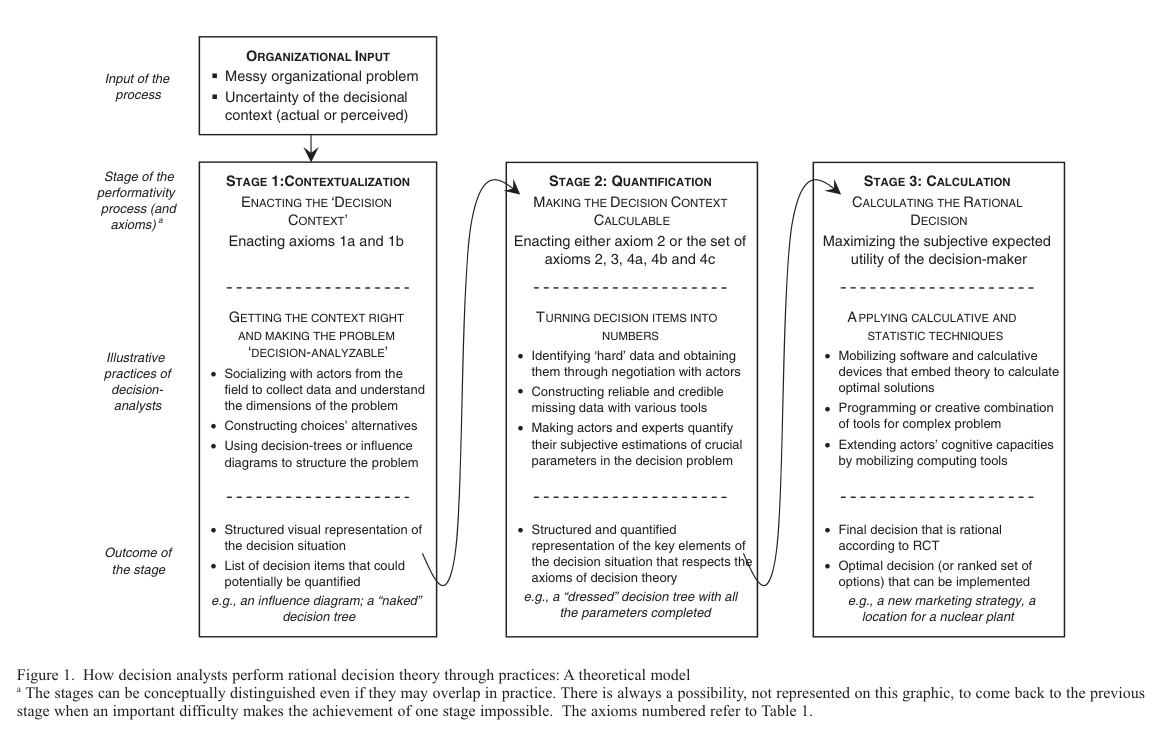 Input of the
process
ORGANIZATIONAL INPUT
▪ Messy organizational problem
▪ Uncertainty of the decisional
context (actual or perceived)
Stage of the
performativity
process (and
axioms) a
STAGE 1:CONTEXTUALIZATION
ENACTING THE ‘DECISION
CONTEXT’
Enacting axioms 1a and 1b
STAGE 2: QUANTIFICATION
MAKING THE DECISION CONTEXT
CALCULABLE
Enacting either axiom 2 or the set of
axioms 2, 3, 4a, 4b and 4c
STAGE 3: CALCULATION
CALCULATING THE RATIONAL
DECISION
Maximizing the subjective expected
utility of the decision-maker
Illustrative
practices of
decision-
analysts
GETTING THE CONTEXT RIGHT
AND MAKING THE PROBLEM
‘DECISION-ANALYZABLE’
• Socializing with actors from the
field to collect data and understand
the dimensions of the problem
• Constructing choices’ alternatives
• Using decision-trees or influence
diagrams to structure the problem
TURNING DECISION ITEMS INTO
NUMBERS
• Identifying ‘hard’ data and obtaining
them through negotiation with actors
• Constructing reliable and credible
missing data with various tools
• Making actors and experts quantify
their subjective estimations of crucial
parameters in the decision problem
APPLYING CALCULATIVE AND
STATISTIC TECHNIQUES
• Mobilizing software and calculative
devices that embed theory to calculate
optimal solutions
• Programming or creative combination
of tools for complex problem
• Extending actors’ cognitive capacities
by mobilizing computing tools
Outcome of
the stage
• Structured visual representation of
the decision situation
• List of decision items that could
potentially be quantified
e.g., an influence diagram; a “naked”
decision tree
• Structured and quantified
representation of the key elements of
the decision situation that respects the
axioms of decision theory
e.g., a “dressed” decision tree with all
the parameters completed
• Final decision that is rational
according to RCT
• Optimal decision (or ranked set of
options) that can be implemented
e.g., a new marketing strategy, a
location for a nuclear plant
Figure 1. How decision analysts perform rational decision theory through practices: A theoretical model
a The stages can be conceptually distinguished even if they may overlap in practice. There is always a possibility, not represented on this graphic, to come back to the previous
stage when an important difficulty makes the achievement of one stage impossible. The axioms numbered refer to Table 1.